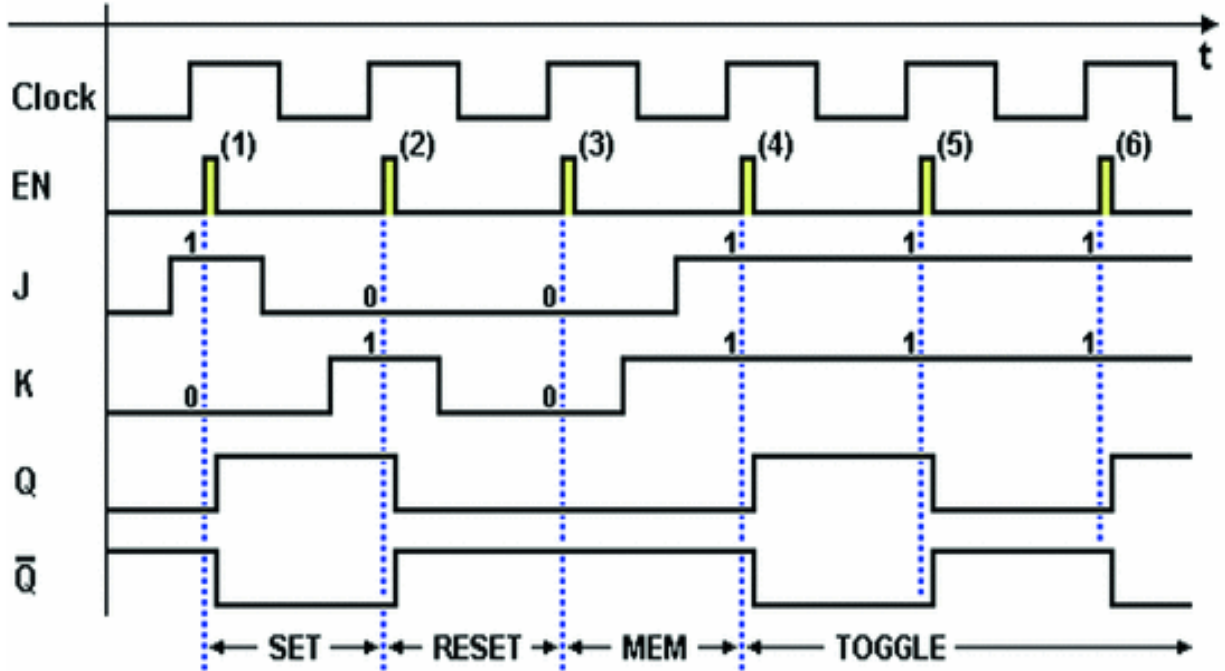 t
Clock
EN (1) (2) (3) (4) (5) (6)
1 1 1 1
J 0 0
1 1 1 1
K 0 0
Q
Q̅
SET RESET MEM TOGGLE